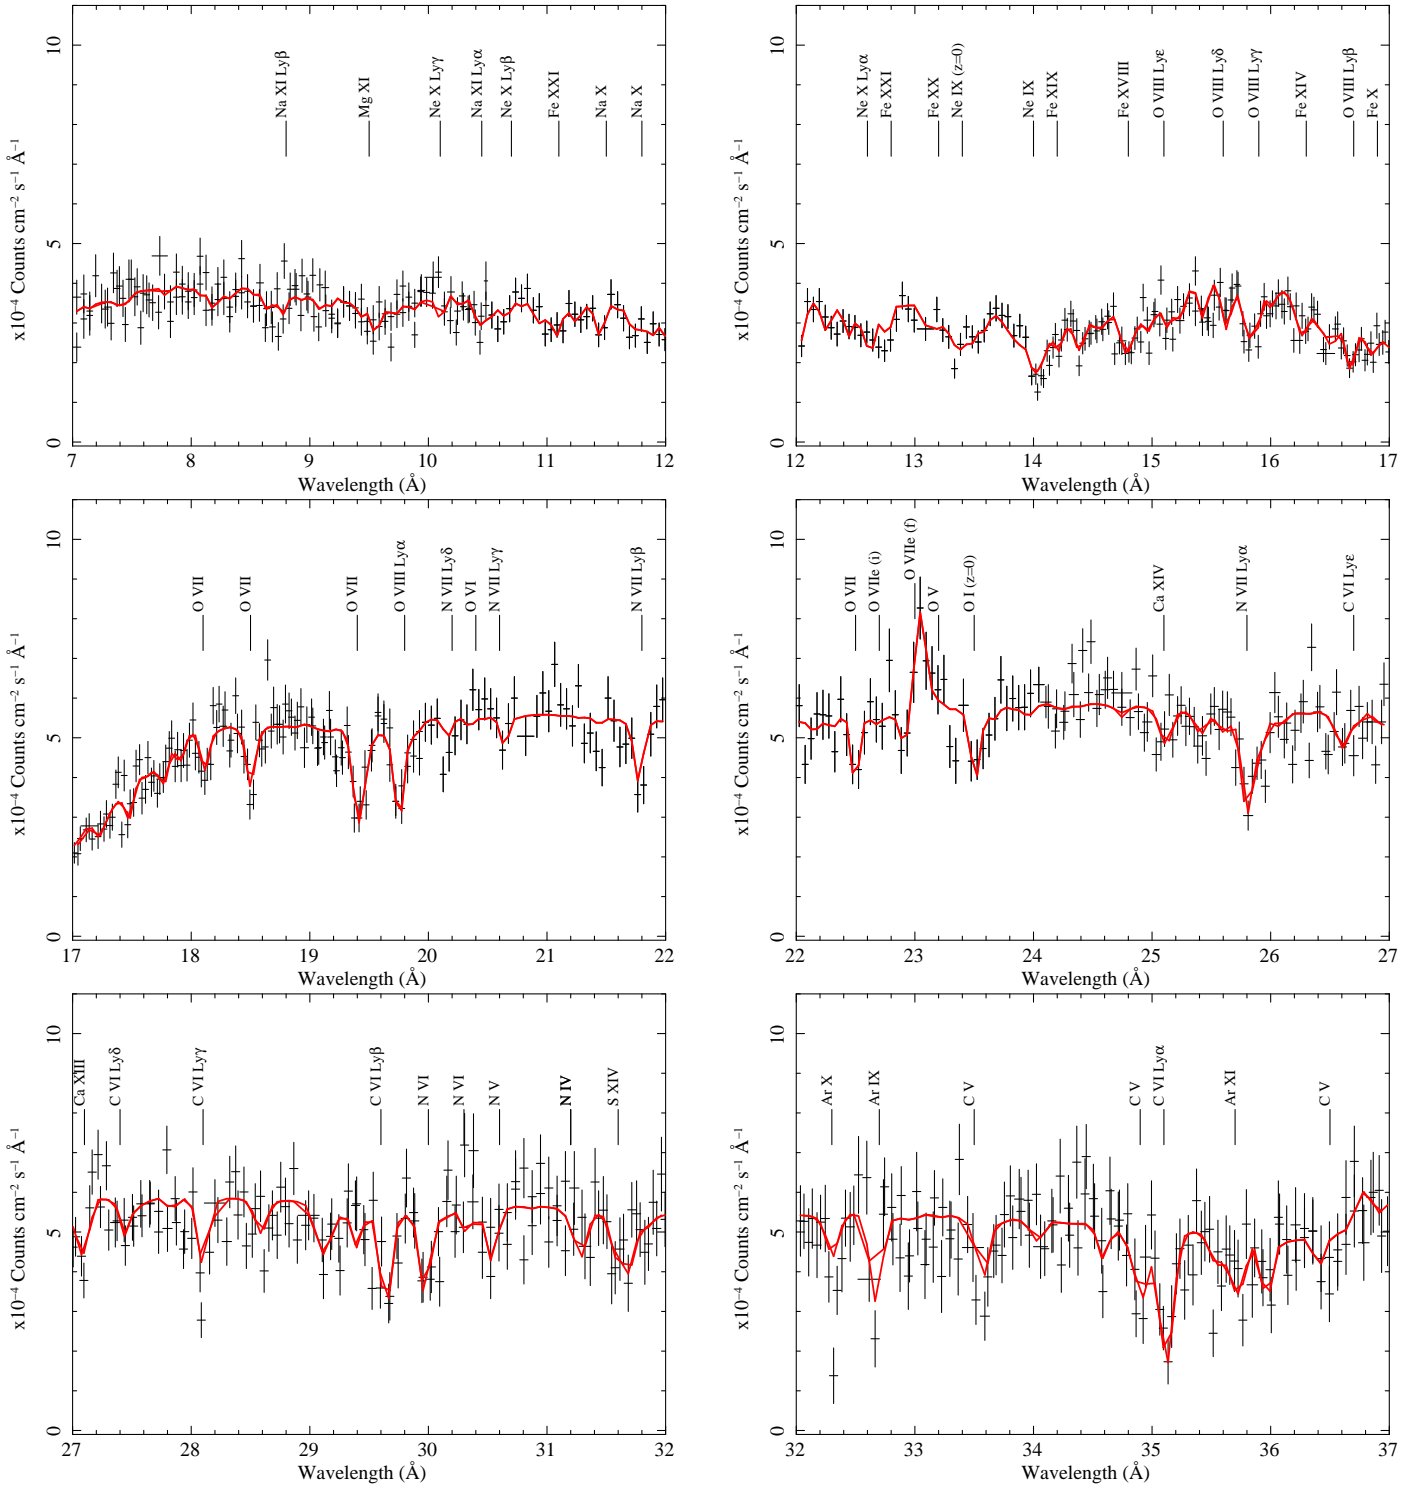 x10⁻⁴ Counts cm⁻² s⁻¹ Å⁻¹
10
5
0
Na XI Lyβ
Mg XI
Ne X Lyγ
Na XI Lyα
Ne X Lyβ
Fe XXI
Na X
Na X
7 8 9 10 11 12
Wavelength (Å)
x10⁻⁴ Counts cm⁻² s⁻¹ Å⁻¹
10
5
0
Ne X Lyα
Fe XXI
Fe XX
Ne IX (z=0)
Ne IX
Fe XIX
Fe XVIII
O VIII Lyε
O VIII Lyδ
O VIII Lyγ
Fe XIV
O VIII Lyβ
Fe X
12 13 14 15 16 17
Wavelength (Å)
x10⁻⁴ Counts cm⁻² s⁻¹ Å⁻¹
10
5
0
O VII
O VII
O VII
O VIII Lyα
N VII Lyδ
O VI
N VII Lyγ
N VII Lyβ
17 18 19 20 21 22
Wavelength (Å)
x10⁻⁴ Counts cm⁻² s⁻¹ Å⁻¹
10
5
0
O VII
O VIIe (i)
O VIIe (f)
O V
O I (z=0)
Ca XIV
N VII Lyα
C VI Lyε
22 23 24 25 26 27
Wavelength (Å)
x10⁻⁴ Counts cm⁻² s⁻¹ Å⁻¹
10
5
0
Ca XIII
C VI Lyδ
C VI Lyγ
C VI Lyβ
N VI
N VI
N V
N IV
S XIV
27 28 29 30 31 32
Wavelength (Å)
x10⁻⁴ Counts cm⁻² s⁻¹ Å⁻¹
10
5
0
Ar X
Ar IX
C V
C V
C VI Lyα
Ar XI
C V
32 33 34 35 36 37
Wavelength (Å)